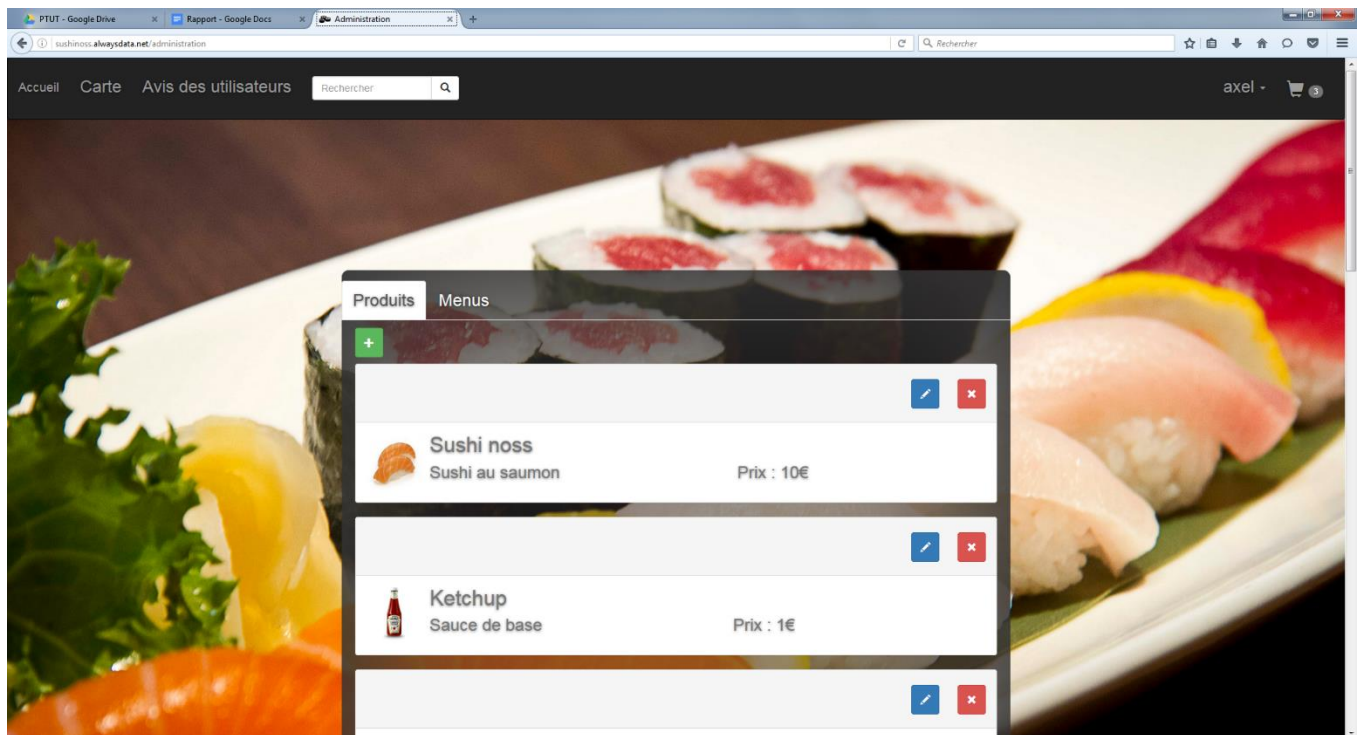 PTUT - Google Drive
Rapport - Google Docs
Administration
sushinoss.alwaysdata.net/administration
Rechercher
Accueil
Carte
Avis des utilisateurs
Rechercher
axel
3
Produits
Menus
Sushi noss
Sushi au saumon
Prix : 10€
Ketchup
Sauce de base
Prix : 1€